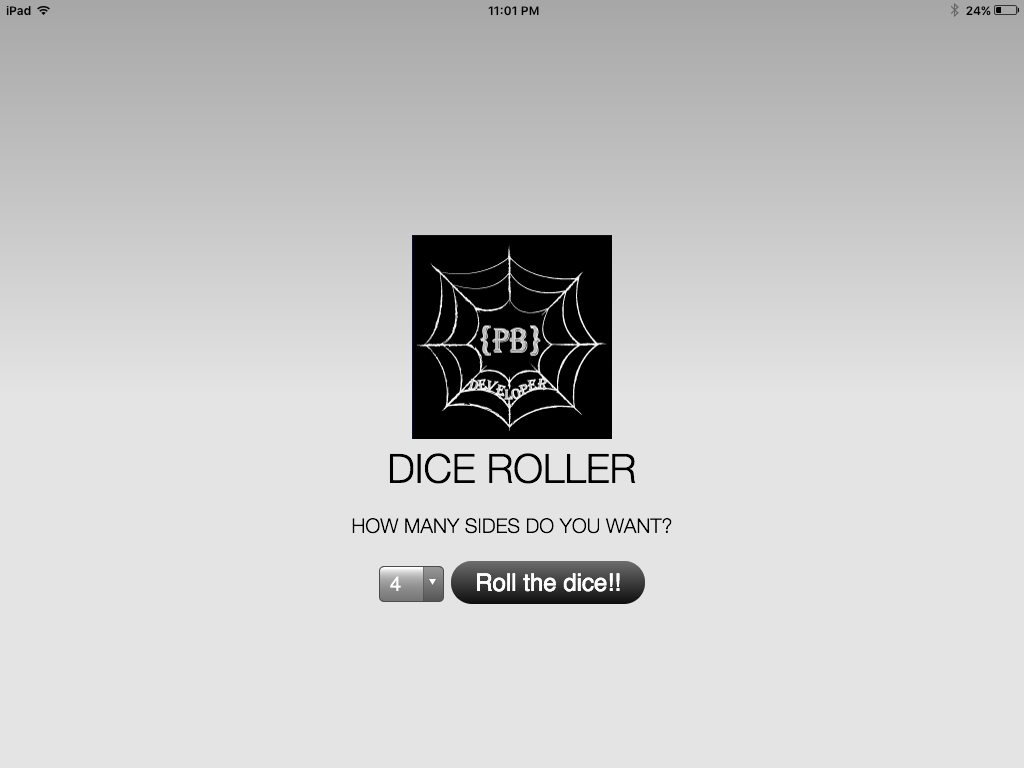 iPad 11:01 PM 24%
{PB}
DEVELOPER
DICE ROLLER
HOW MANY SIDES DO YOU WANT?
4 Roll the dice!!